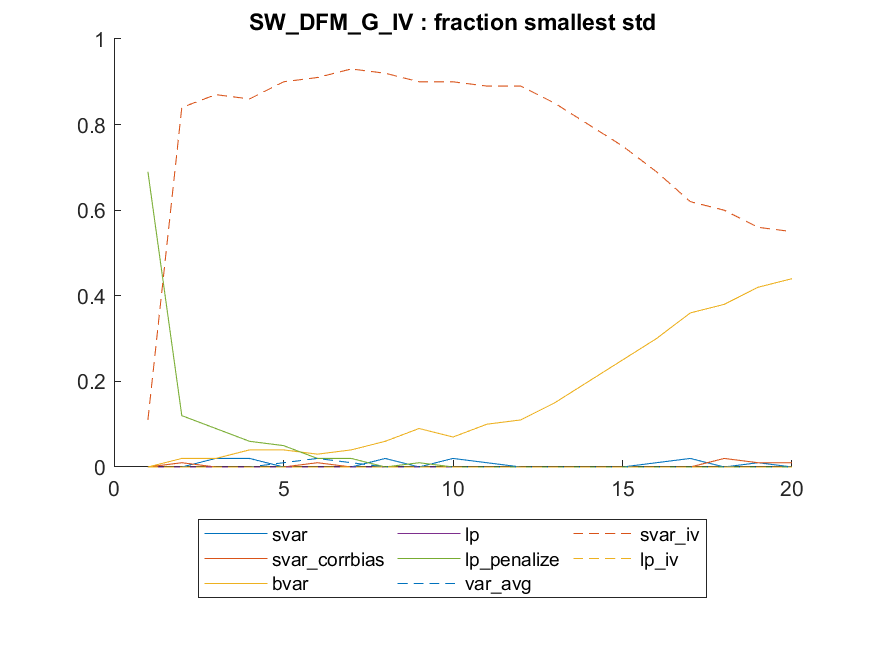 SW_DFM_G_IV : fraction smallest std
1
0.8
0.6
0.4
0.2
0
0 5 10 15 20
svar lp svar_iv
svar_corrbias lp_penalize lp_iv
bvar var_avg